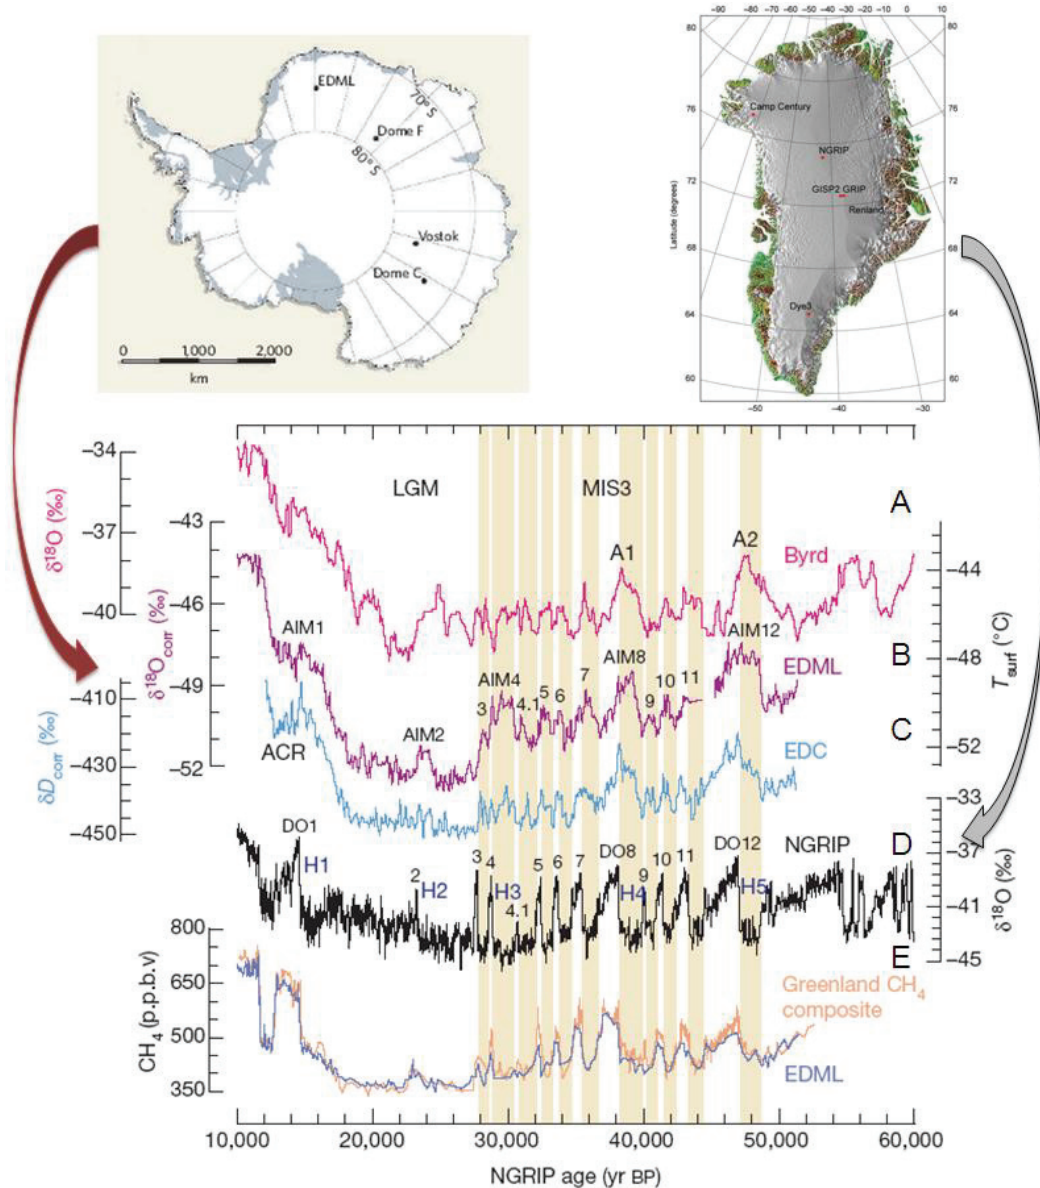 EDML
Dome F
70° S
80° S
Vostok
Dome C
0 1,000 2,000
km
−90 −80 −70 −60 −50 −40 −30 −20 −10 0 10
80 80
76 76
72 72
68 68
64 64
60 60
−50 −40 −30
Latitude (degrees)
Camp Century
NGRIP
GISP2 GRIP
Renland
Dye3
−34
−37
−40
δ18O (‰)
−43
−46
−49
−52
δ18Ocorr (‰)
−410
−430
−450
δDcorr (‰)
LGM MIS3 A
A1 A2 Byrd
−44
−48
−52
Tsurf (°C)
AIM1 AIM2 3 AIM4 4.1 5 6 7 AIM8 9 10 11 AIM12
B
EDML
C
ACR EDC
−33
−37
−41
−45
δ18O (‰)
DO1 2 3 4 4.1 5 6 7 DO8 9 10 11 DO12 NGRIP D
H1 H2 H3 H4 H5
E
800
650
500
350
CH4 (p.p.b.v)
Greenland CH4
composite
EDML
10,000 20,000 30,000 40,000 50,000 60,000
NGRIP age (yr BP)